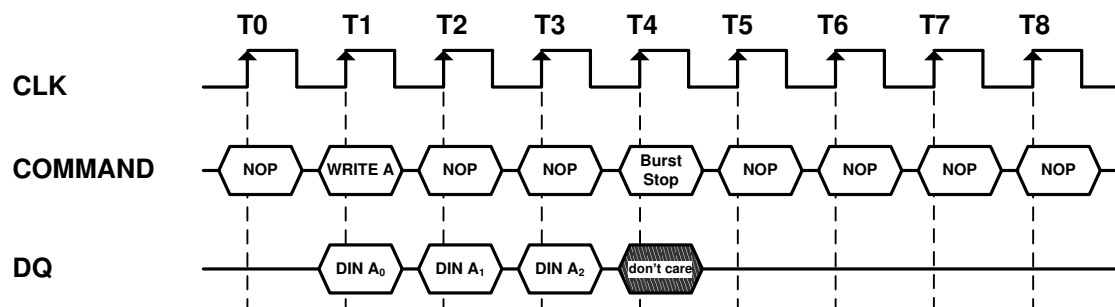 T0 T1 T2 T3 T4 T5 T6 T7 T8
CLK
COMMAND NOP WRITE A NOP NOP Burst Stop NOP NOP NOP NOP
DQ DIN A₀ DIN A₁ DIN A₂ don't care